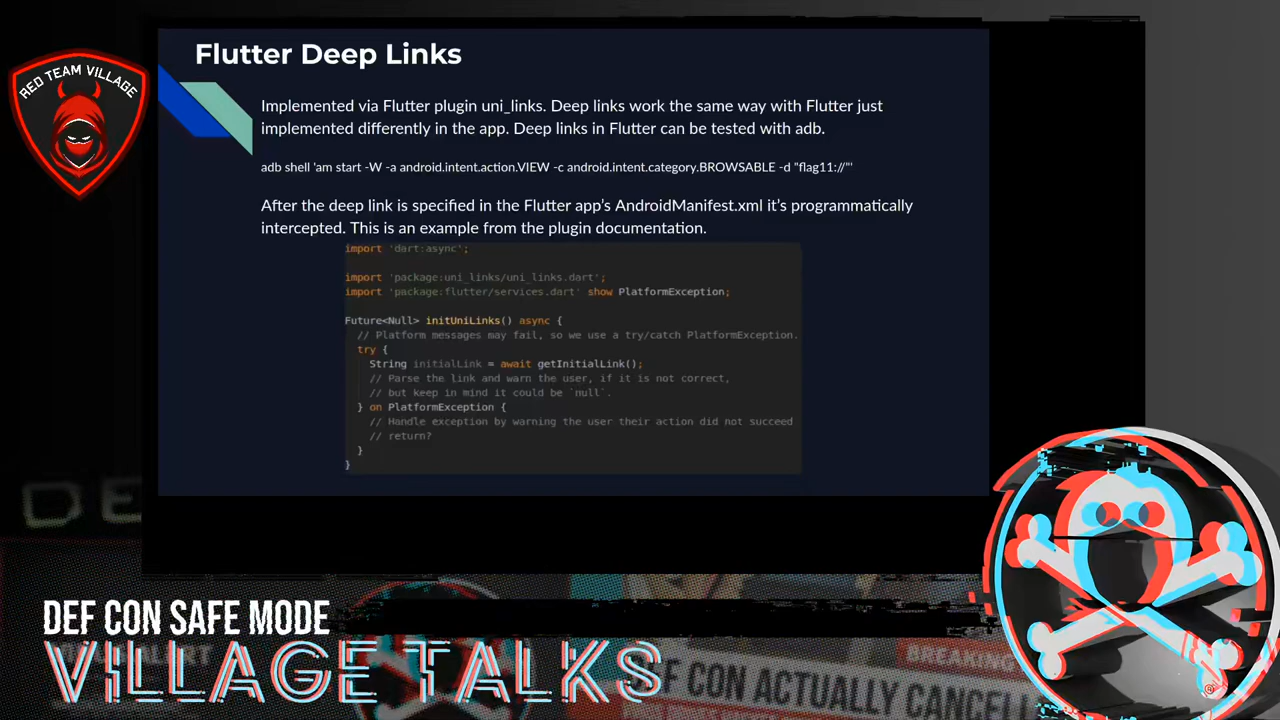 RED TEAM VILLAGE
Flutter Deep Links
Implemented via Flutter plugin uni_links. Deep links work the same way with Flutter just
implemented differently in the app. Deep links in Flutter can be tested with adb.
adb shell 'am start -W -a android.intent.action.VIEW -c android.intent.category.BROWSABLE -d "flag11://"'
After the deep link is specified in the Flutter app's AndroidManifest.xml it's programmatically
intercepted. This is an example from the plugin documentation.
import 'dart:async';
import 'package:uni_links/uni_links.dart';
import 'package:flutter/services.dart' show PlatformException;
Future<Null> initUniLinks() async {
// Platform messages may fail, so we use a try/catch PlatformException.
try {
String initialLink = await getInitialLink();
// Parse the link and warn the user, if it is not correct,
// but keep in mind it could be `null`.
} on PlatformException {
// Handle exception by warning the user their action did not succeed
// return?
}
}
DE
DEF CON SAFE MODE
VILLAGE TALKS
BREAKING
DEF CON ACTUALLY CANCELL